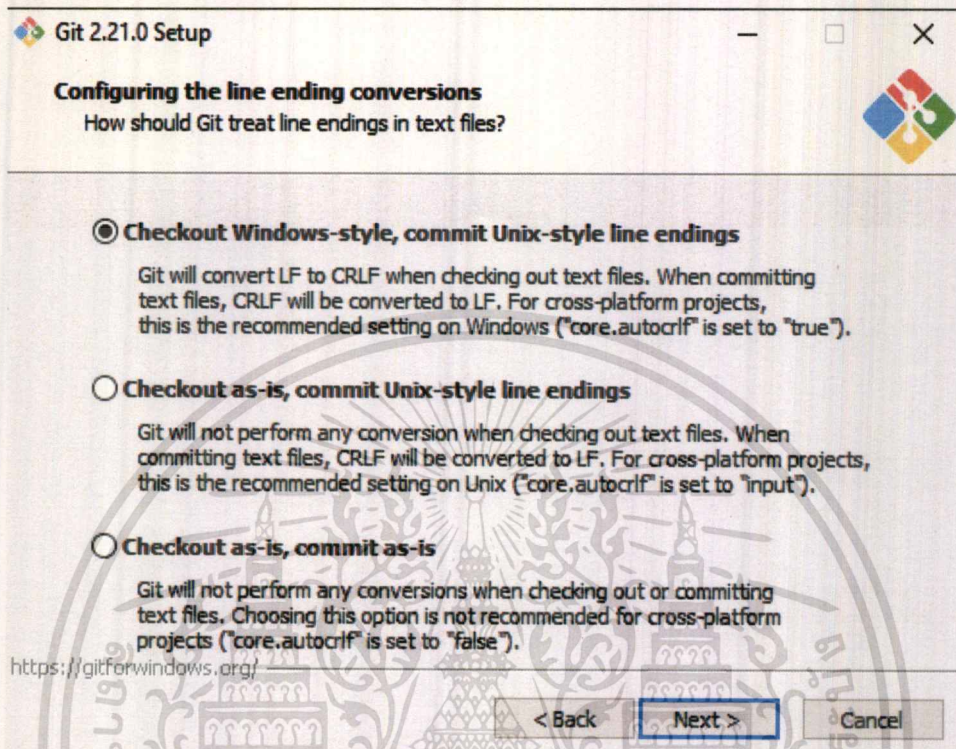 Git 2.21.0 Setup
Configuring the line ending conversions
How should Git treat line endings in text files?
Checkout Windows-style, commit Unix-style line endings
Git will convert LF to CRLF when checking out text files. When committing
text files, CRLF will be converted to LF. For cross-platform projects,
this is the recommended setting on Windows ("core.autocrlf" is set to "true").
Checkout as-is, commit Unix-style line endings
Git will not perform any conversion when checking out text files. When
committing text files, CRLF will be converted to LF. For cross-platform projects,
this is the recommended setting on Unix ("core.autocrlf" is set to "input").
Checkout as-is, commit as-is
Git will not perform any conversions when checking out or committing
text files. Choosing this option is not recommended for cross-platform
projects ("core.autocrlf" is set to "false").
https://gitforwindows.org/
< Back
Next >
Cancel